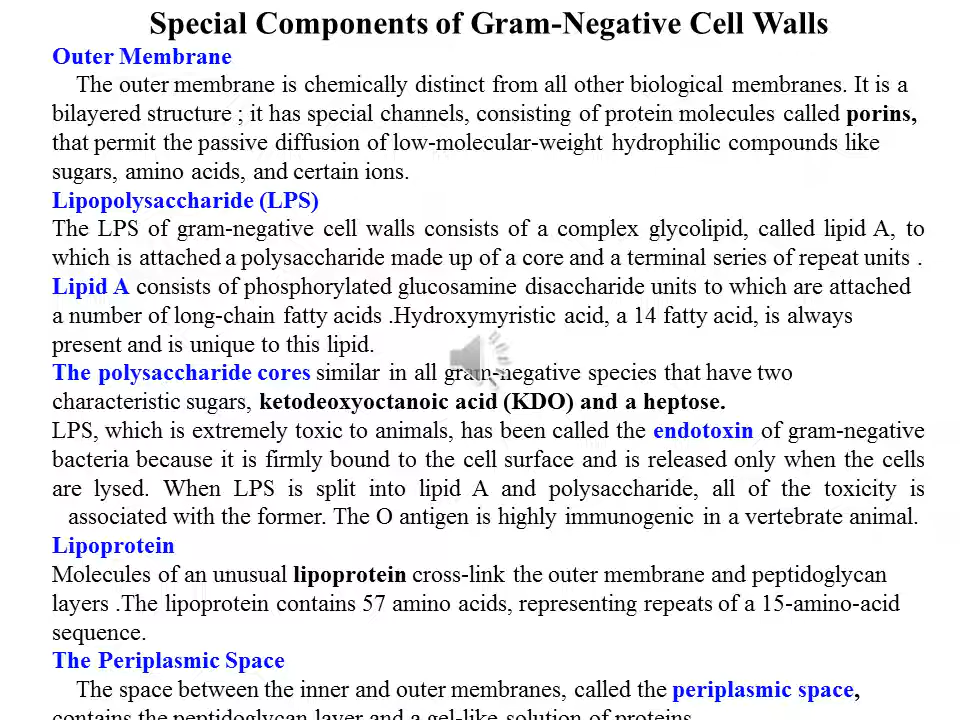 Special Components of Gram-Negative Cell Walls
Outer Membrane
The outer membrane is chemically distinct from all other biological membranes. It is a
bilayered structure ; it has special channels, consisting of protein molecules called porins,
that permit the passive diffusion of low-molecular-weight hydrophilic compounds like
sugars, amino acids, and certain ions.
Lipopolysaccharide (LPS)
The LPS of gram-negative cell walls consists of a complex glycolipid, called lipid A, to
which is attached a polysaccharide made up of a core and a terminal series of repeat units .
Lipid A consists of phosphorylated glucosamine disaccharide units to which are attached
a number of long-chain fatty acids .Hydroxymyristic acid, a 14 fatty acid, is always
present and is unique to this lipid.
The polysaccharide cores similar in all gram-negative species that have two
characteristic sugars, ketodeoxyoctanoic acid (KDO) and a heptose.
LPS, which is extremely toxic to animals, has been called the endotoxin of gram-negative
bacteria because it is firmly bound to the cell surface and is released only when the cells
are lysed. When LPS is split into lipid A and polysaccharide, all of the toxicity is
associated with the former. The O antigen is highly immunogenic in a vertebrate animal.
Lipoprotein
Molecules of an unusual lipoprotein cross-link the outer membrane and peptidoglycan
layers .The lipoprotein contains 57 amino acids, representing repeats of a 15-amino-acid
sequence.
The Periplasmic Space
The space between the inner and outer membranes, called the periplasmic space,
contains the peptidoglycan layer and a gel-like solution of proteins.